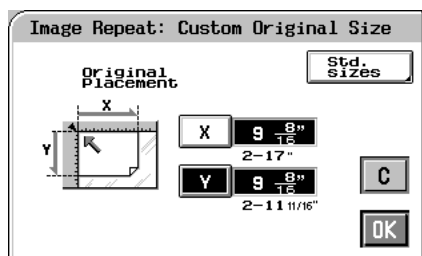 Image Repeat: Custom Original Size
Std.
sizes
Original
Placement
X
Y
X 9 8/16"
2–17"
Y 9 8/16"
2–11 11/16"
C
OK